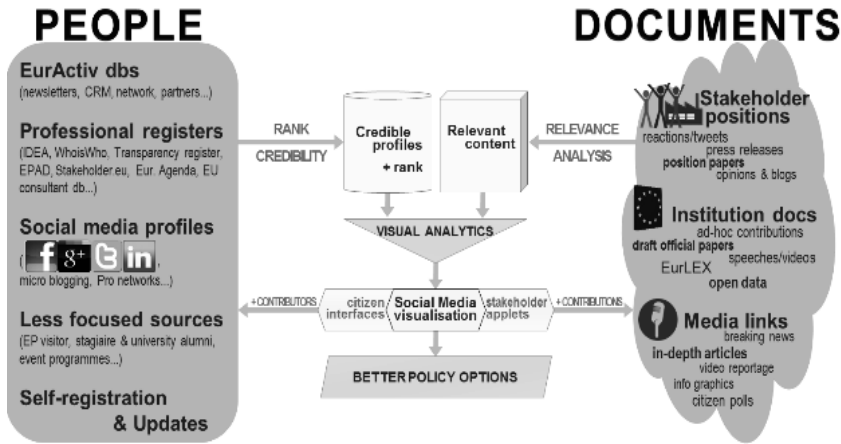 PEOPLE
EurActiv dbs
(newsletters, CRM, network, partners...)
Professional registers
(IDEA, WhoisWho, Transparency register,
EPAD, Stakeholder.eu, Eur. Agenda, EU
consultant db...)
Social media profiles
( f g+ t in ,
micro blogging, Pro networks...)
Less focused sources
(EP visitor, stagiaire & university alumni,
event programmes...)
Self-registration
& Updates
RANK
CREDIBILITY
Credible
profiles
+ rank
Relevant
content
RELEVANCE
ANALYSIS
VISUAL ANALYTICS
+ CONTRIBUTORS
citizen
interfaces
Social Media
visualisation
stakeholder
applets
+ CONTRIBUTIONS
BETTER POLICY OPTIONS
DOCUMENTS
Stakeholder
positions
reactions/tweets
press releases
position papers
opinions & blogs
Institution docs
ad-hoc contributions
draft official papers
speeches/videos
EurLEX
open data
Media links
breaking news
in-depth articles
video reportage
info graphics
citizen polls